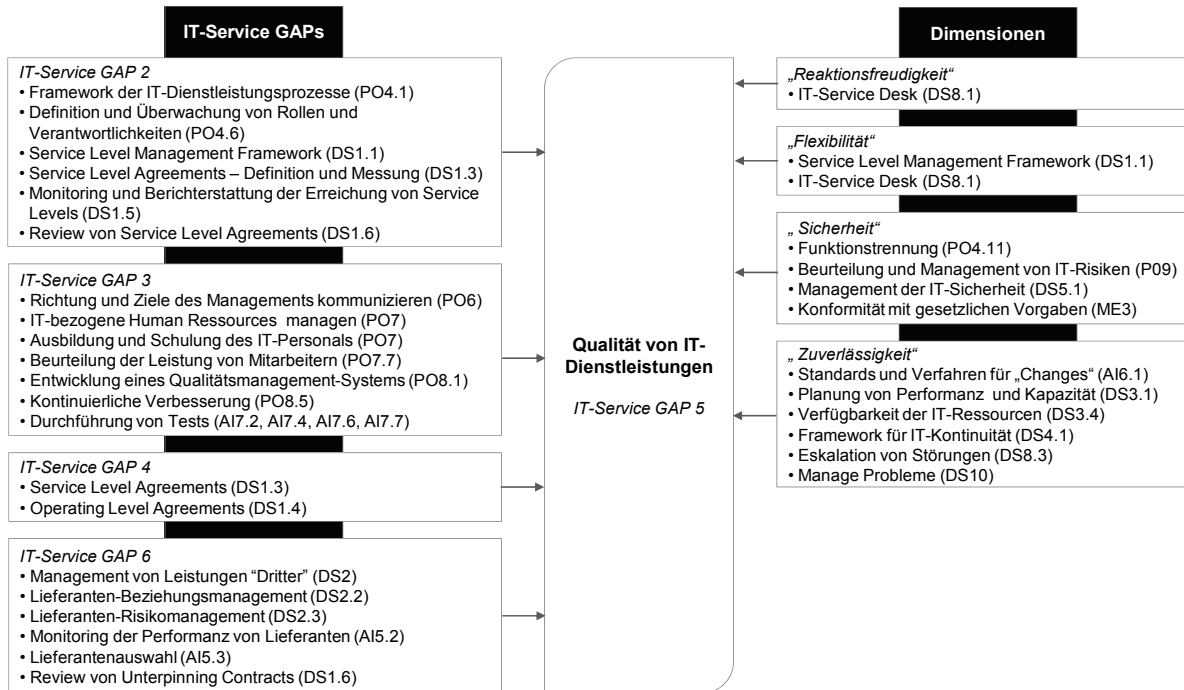 IT-Service GAPs
IT-Service GAP 2
• Framework der IT-Dienstleistungsprozesse (PO4.1)
• Definition und Überwachung von Rollen und
Verantwortlichkeiten (PO4.6)
• Service Level Management Framework (DS1.1)
• Service Level Agreements – Definition und Messung (DS1.3)
• Monitoring und Berichterstattung der Erreichung von Service
Levels (DS1.5)
• Review von Service Level Agreements (DS1.6)
IT-Service GAP 3
• Richtung und Ziele des Managements kommunizieren (PO6)
• IT-bezogene Human Ressources managen (PO7)
• Ausbildung und Schulung des IT-Personals (PO7)
• Beurteilung der Leistung von Mitarbeitern (PO7.7)
• Entwicklung eines Qualitätsmanagement-Systems (PO8.1)
• Kontinuierliche Verbesserung (PO8.5)
• Durchführung von Tests (AI7.2, AI7.4, AI7.6, AI7.7)
IT-Service GAP 4
• Service Level Agreements (DS1.3)
• Operating Level Agreements (DS1.4)
IT-Service GAP 6
• Management von Leistungen “Dritter” (DS2)
• Lieferanten-Beziehungsmanagement (DS2.2)
• Lieferanten-Risikomanagement (DS2.3)
• Monitoring der Performanz von Lieferanten (AI5.2)
• Lieferantenauswahl (AI5.3)
• Review von Unterpinning Contracts (DS1.6)
Qualität von IT-
Dienstleistungen
IT-Service GAP 5
Dimensionen
„Reaktionsfreudigkeit“
• IT-Service Desk (DS8.1)
„Flexibilität“
• Service Level Management Framework (DS1.1)
• IT-Service Desk (DS8.1)
„ Sicherheit“
• Funktionstrennung (PO4.11)
• Beurteilung und Management von IT-Risiken (P09)
• Management der IT-Sicherheit (DS5.1)
• Konformität mit gesetzlichen Vorgaben (ME3)
„ Zuverlässigkeit“
• Standards und Verfahren für „Changes“ (AI6.1)
• Planung von Performanz und Kapazität (DS3.1)
• Verfügbarkeit der IT-Ressourcen (DS3.4)
• Framework für IT-Kontinuität (DS4.1)
• Eskalation von Störungen (DS8.3)
• Manage Probleme (DS10)